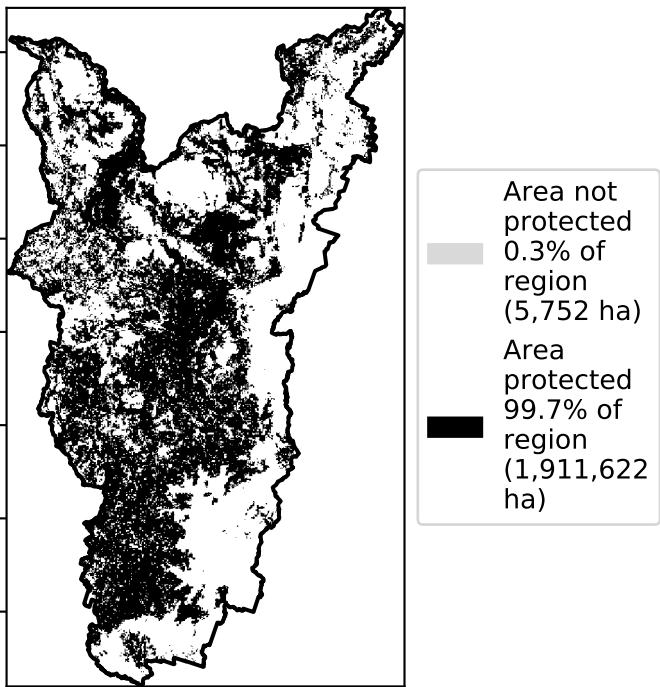 Area not
protected
0.3% of
region
(5,752 ha)
Area
protected
99.7% of
region
(1,911,622
ha)